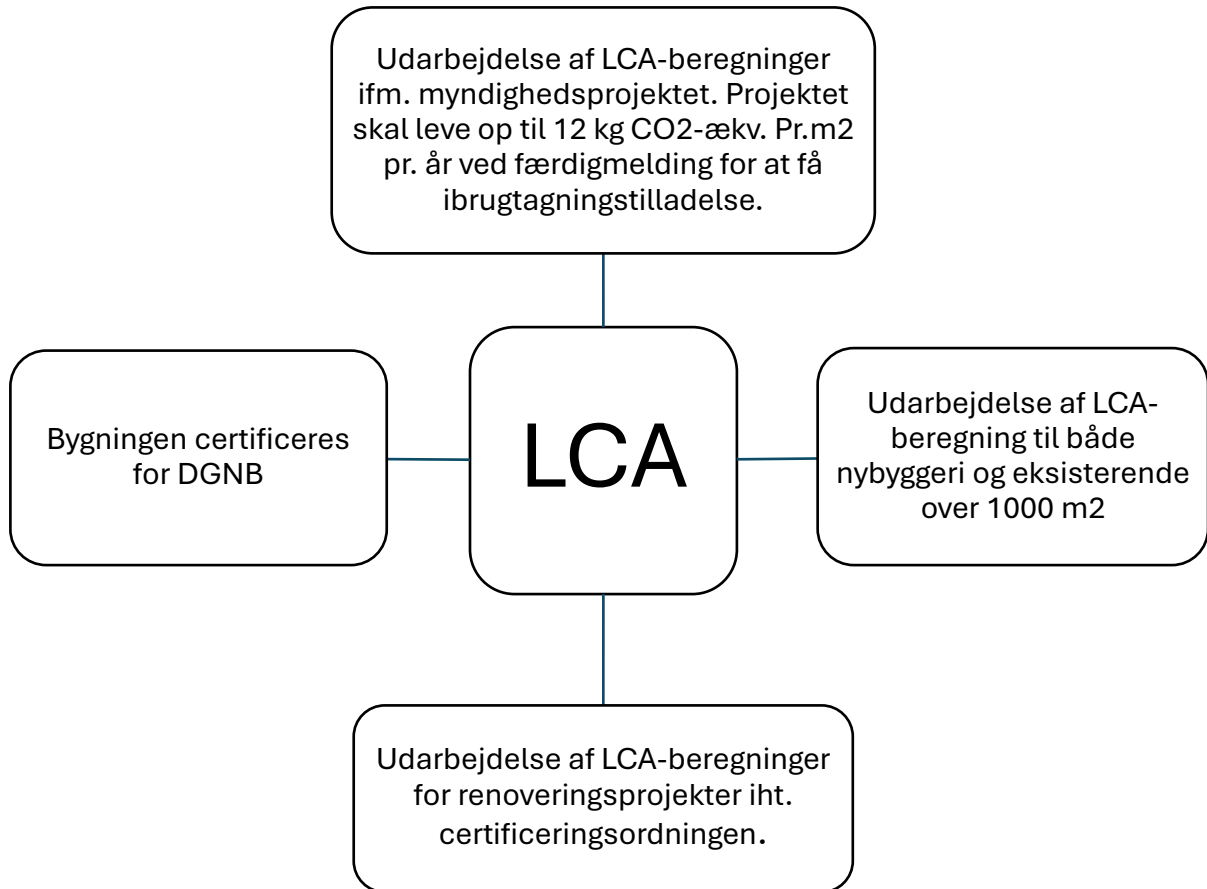 Udarbejdelse af LCA-beregninger
ifm. myndighedsprojektet. Projektet
skal leve op til 12 kg CO2-ækv. Pr.m2
pr. år ved færdigmelding for at få
ibrugtagningstilladelse.
Bygningen certificeres
for DGNB
LCA
Udarbejdelse af LCA-
beregning til både
nybyggeri og eksisterende
over 1000 m2
Udarbejdelse af LCA-beregninger
for renoveringsprojekter iht.
certificeringsordningen.